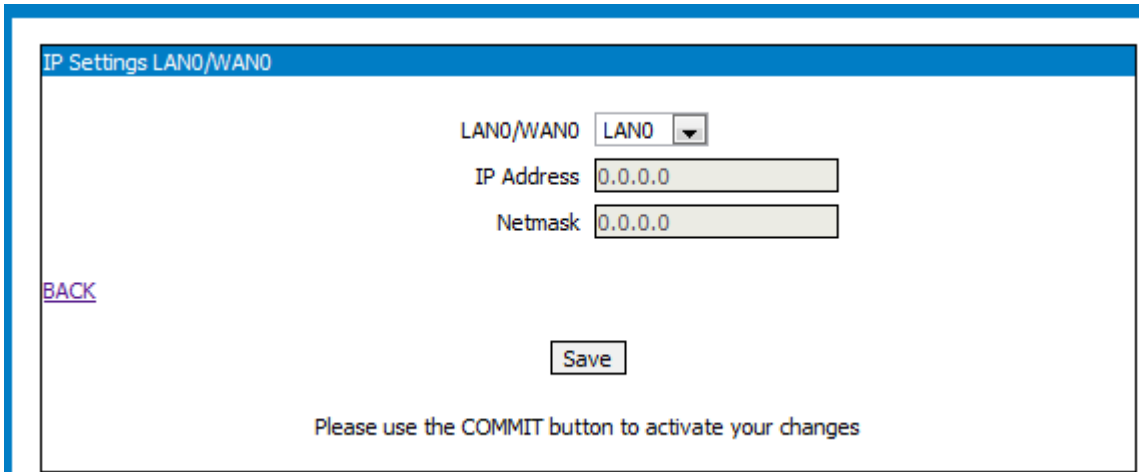 IP Settings LAN0/WAN0
LAN0/WAN0 LAN0
IP Address 0.0.0.0
Netmask 0.0.0.0
BACK
Save
Please use the COMMIT button to activate your changes